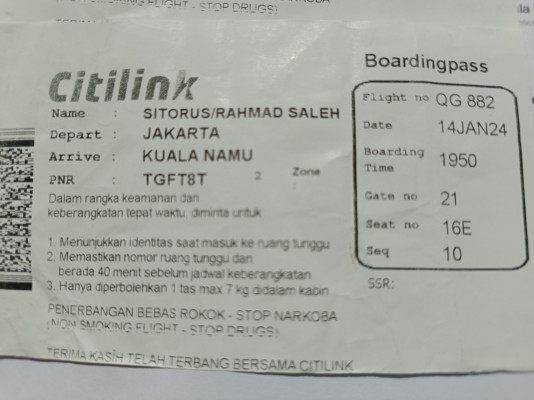 FLIGHT - STOP DRUGS)
Boardingpass
Citilink
Name : SITORUS/RAHMAD SALEH
Depart : JAKARTA
Arrive : KUALA NAMU
PNR : TGFT8T 2 Zone :
Flight no QG 882
Date 14JAN24
Boarding Time 1950
Gate no 21
Seat no 16E
Seq 10
SSR:
Dalam rangka keamanan dan
keberangkatan tepat waktu, diminta untuk:
1. Menunjukkan identitas saat masuk ke ruang tunggu
2. Memastikan nomor ruang tunggu dan
berada 40 menit sebelum jadwal keberangkatan
3. Hanya diperbolehkan 1 tas max 7 kg didalam kabin
PENERBANGAN BEBAS ROKOK - STOP NARKOBA
(NON SMOKING FLIGHT - STOP DRUGS)
TERIMA KASIH TELAH TERBANG BERSAMA CITILINK